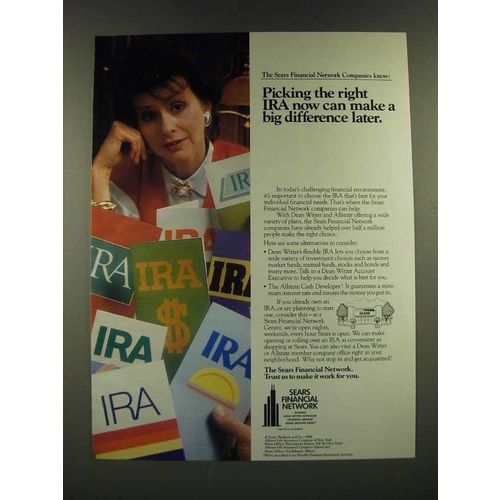 The Sears Financial Network Companies know:
Picking the right
IRA now can make a
big difference later.
In today's challenging financial environment,
it's important to choose the IRA that's best for your
individual financial needs. That's where the Sears
Financial Network companies can help.
With Dean Witter and Allstate offering a wide
variety of plans, the Sears Financial Network
companies have already helped over half a million
people make the right choice.
Here are some alternatives to consider:
• Dean Witter's flexible IRA lets you choose from a
wide variety of investment choices such as money
market funds, mutual funds, stocks and bonds and
many more. Talk to a Dean Witter Account
Executive to help you decide what is best for you.
• The Allstate Cash Developer. It guarantees a mini-
mum interest rate and insures the money you put in.
If you already own an
IRA, or are planning to start
one, consider this—at a
Sears Financial Network
Center, we're open nights,
weekends, every hour Sears is open. We can make
opening or rolling over an IRA as convenient as
shopping at Sears. You can also visit a Dean Witter
or Allstate member company office right in your
neighborhood. Why not stop in and get acquainted?
The Sears Financial Network.
Trust us to make it work for you.
SEARS
FINANCIAL
NETWORK
ALLSTATE
DEAN WITTER REYNOLDS
COLDWELL BANKER
IRA
IRA
IRA
IRA
IR
$
IRA
IRA
IRA